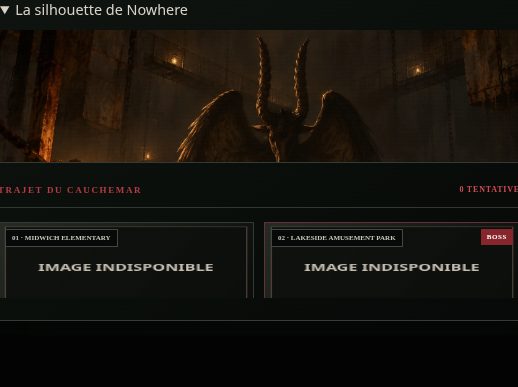 ▼ La silhouette de Nowhere
TRAJET DU CAUCHEMAR
0 TENTATIVE
01 · MIDWICH ELEMENTARY
02 · LAKESIDE AMUSEMENT PARK
BOSS
IMAGE INDISPONIBLE
IMAGE INDISPONIBLE